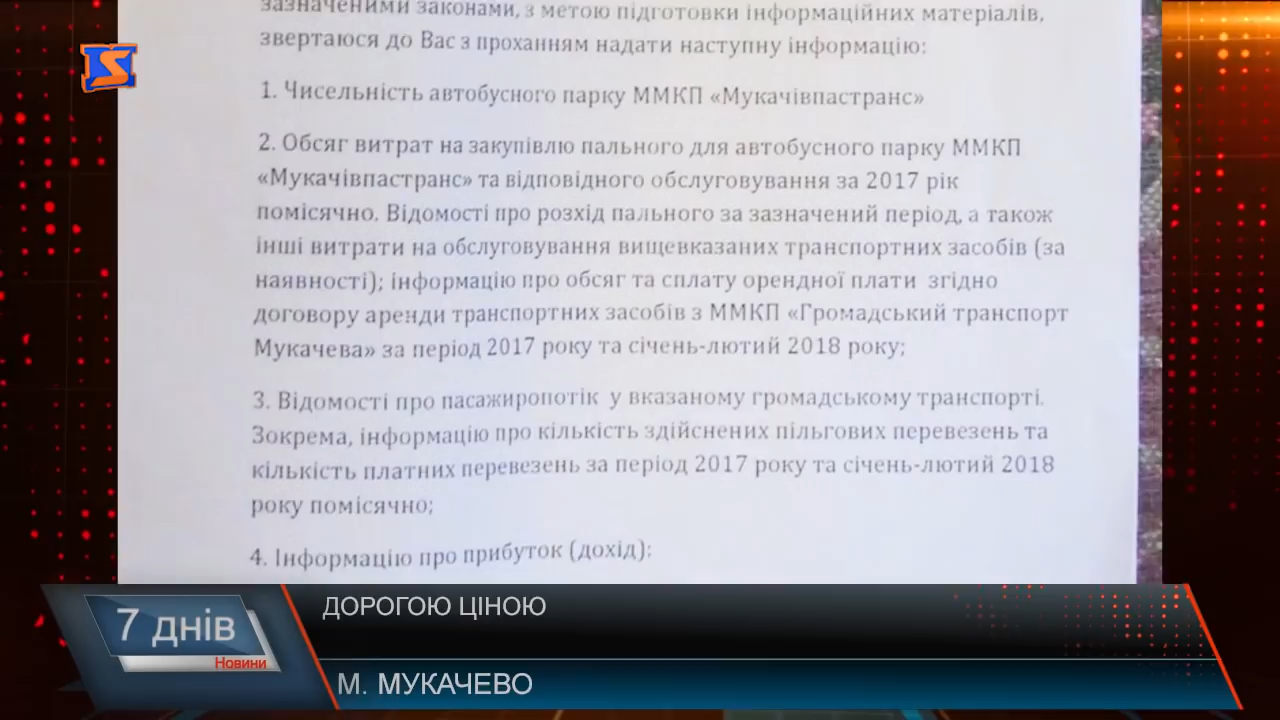 зазначеними законами, з метою підготовки інформаційних матеріалів,
звертаюся до Вас з проханням надати наступну інформацію:
1. Чисельність автобусного парку ММКП «Мукачівпастранс»
2. Обсяг витрат на закупівлю пального для автобусного парку ММКП
«Мукачівпастранс» та відповідного обслуговування за 2017 рік
помісячно. Відомості про розхід пального за зазначений період, а також
інші витрати на обслуговування вищевказаних транспортних засобів (за
наявності); інформацію про обсяг та сплату орендної плати згідно
договору аренди транспортних засобів з ММКП «Громадський транспорт
Мукачева» за період 2017 року та січень-лютий 2018 року;
3. Відомості про пасажиропотік у вказаному громадському транспорті.
Зокрема, інформацію про кількість здійснених пільгових перевезень та
кількість платних перевезень за період 2017 року та січень-лютий 2018
року помісячно;
4. Інформацію про прибуток (дохід):
7 днів
Новини
ДОРОГОЮ ЦІНОЮ
М. МУКАЧЕВО